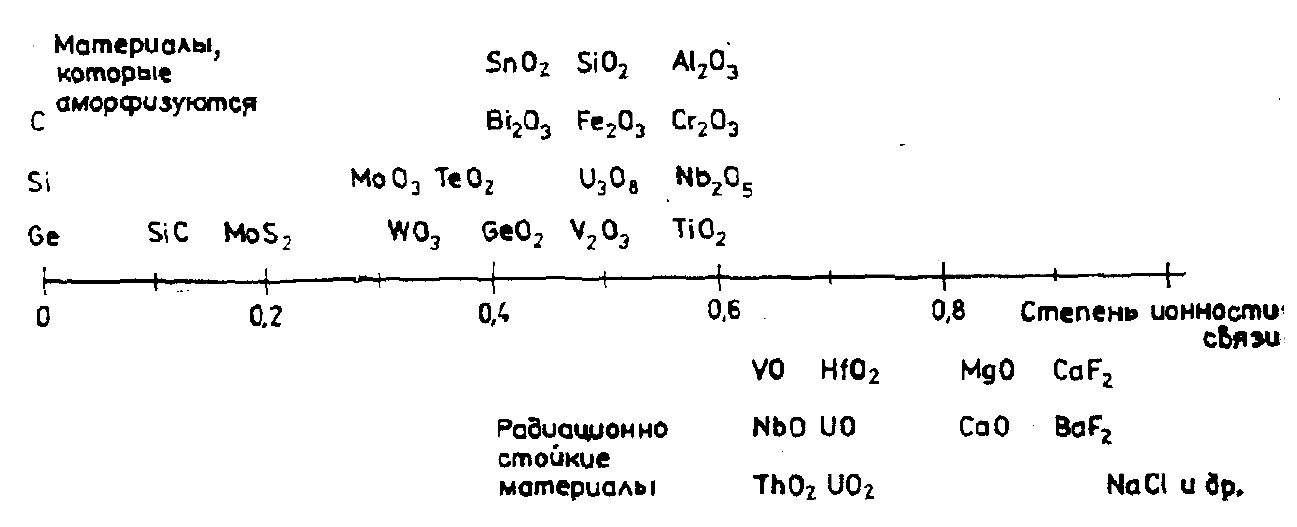 Материалы,
которые
аморфизуются
SnO₂ SiO₂ Al₂O₃
C Bi₂O₃ Fe₂O₃ Cr₂O₃
Si MoO₃ TeO₂ U₃O₈ Nb₂O₅
Ge SiC MoS₂ WO₃ GeO₂ V₂O₃ TiO₂
0 0,2 0,4 0,6 0,8 Степень ионности
связи
VO HfO₂ MgO CaF₂
Радиационно
стойкие
материалы
NbO UO CaO BaF₂
ThO₂ UO₂ NaCl и др.